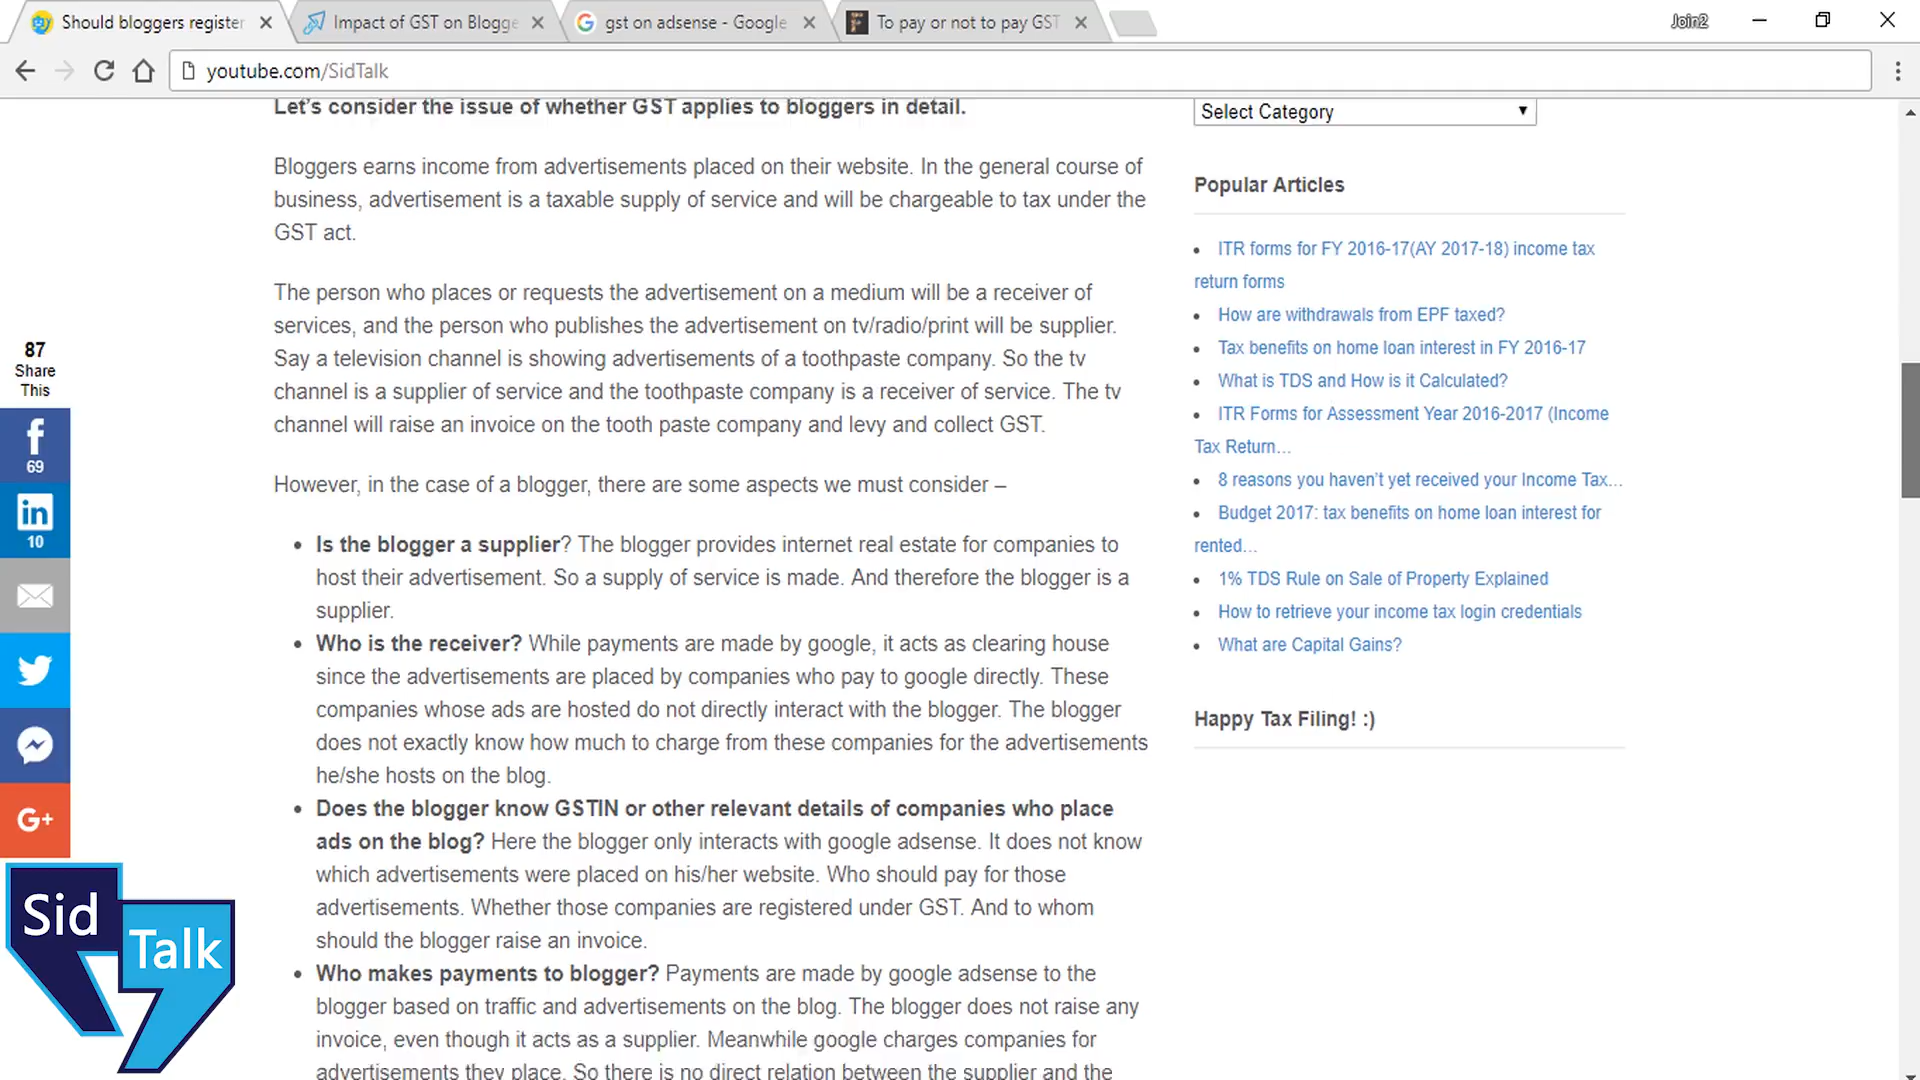 Should bloggers register
Impact of GST on Blogge
gst on adsense - Google
To pay or not to pay GST
Join2
youtube.com/SidTalk
Let's consider the issue of whether GST applies to bloggers in detail.
Bloggers earns income from advertisements placed on their website. In the general course of
business, advertisement is a taxable supply of service and will be chargeable to tax under the
GST act.
The person who places or requests the advertisement on a medium will be a receiver of
services, and the person who publishes the advertisement on tv/radio/print will be supplier.
Say a television channel is showing advertisements of a toothpaste company. So the tv
channel is a supplier of service and the toothpaste company is a receiver of service. The tv
channel will raise an invoice on the tooth paste company and levy and collect GST.
However, in the case of a blogger, there are some aspects we must consider –
• Is the blogger a supplier? The blogger provides internet real estate for companies to
host their advertisement. So a supply of service is made. And therefore the blogger is a
supplier.
• Who is the receiver? While payments are made by google, it acts as clearing house
since the advertisements are placed by companies who pay to google directly. These
companies whose ads are hosted do not directly interact with the blogger. The blogger
does not exactly know how much to charge from these companies for the advertisements
he/she hosts on the blog.
• Does the blogger know GSTIN or other relevant details of companies who place
ads on the blog? Here the blogger only interacts with google adsense. It does not know
which advertisements were placed on his/her website. Who should pay for those
advertisements. Whether those companies are registered under GST. And to whom
should the blogger raise an invoice.
• Who makes payments to blogger? Payments are made by google adsense to the
blogger based on traffic and advertisements on the blog. The blogger does not raise any
invoice, even though it acts as a supplier. Meanwhile google charges companies for
advertisements they place. So there is no direct relation between the supplier and the
Select Category
Popular Articles
• ITR forms for FY 2016-17(AY 2017-18) income tax
return forms
• How are withdrawals from EPF taxed?
• Tax benefits on home loan interest in FY 2016-17
• What is TDS and How is it Calculated?
• ITR Forms for Assessment Year 2016-2017 (Income
Tax Return…
• 8 reasons you haven't yet received your Income Tax…
• Budget 2017: tax benefits on home loan interest for
rented…
• 1% TDS Rule on Sale of Property Explained
• How to retrieve your income tax login credentials
• What are Capital Gains?
Happy Tax Filing! :)
87
Share
This
f
69
in
10
G+
Sid
Talk